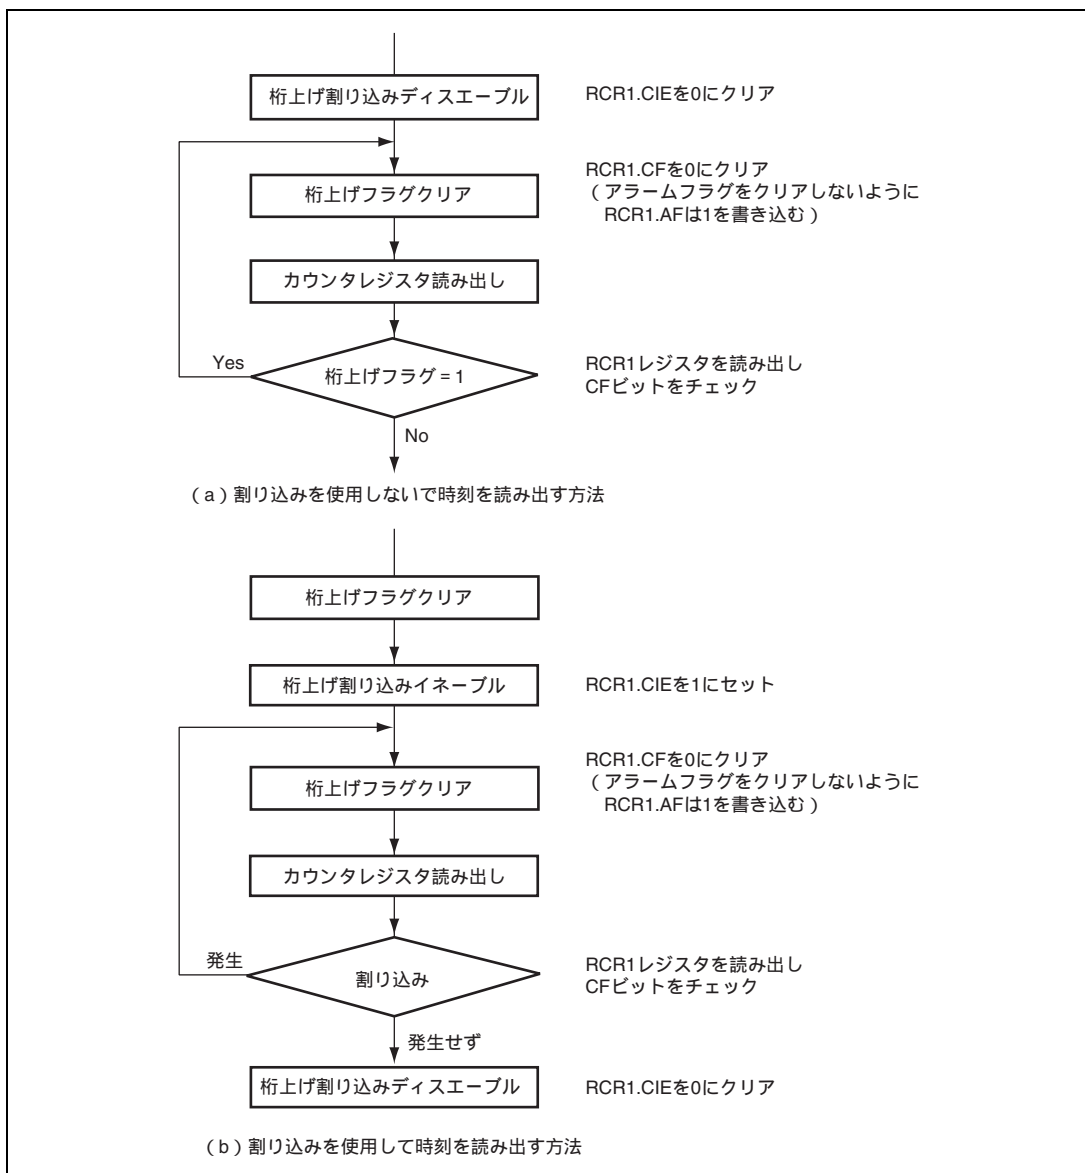 桁上げ割り込みディスエーブル
RCR1.CIEを0にクリア
桁上げフラグクリア
RCR1.CFを0にクリア
（アラームフラグをクリアしないように
RCR1.AFは1を書き込む）
カウンタレジスタ読み出し
桁上げフラグ = 1
Yes
RCR1レジスタを読み出し
CFビットをチェック
No
（a）割り込みを使用しないで時刻を読み出す方法
桁上げフラグクリア
桁上げ割り込みイネーブル
RCR1.CIEを1にセット
桁上げフラグクリア
RCR1.CFを0にクリア
（アラームフラグをクリアしないように
RCR1.AFは1を書き込む）
カウンタレジスタ読み出し
発生
割り込み
RCR1レジスタを読み出し
CFビットをチェック
発生せず
桁上げ割り込みディスエーブル
RCR1.CIEを0にクリア
（b）割り込みを使用して時刻を読み出す方法